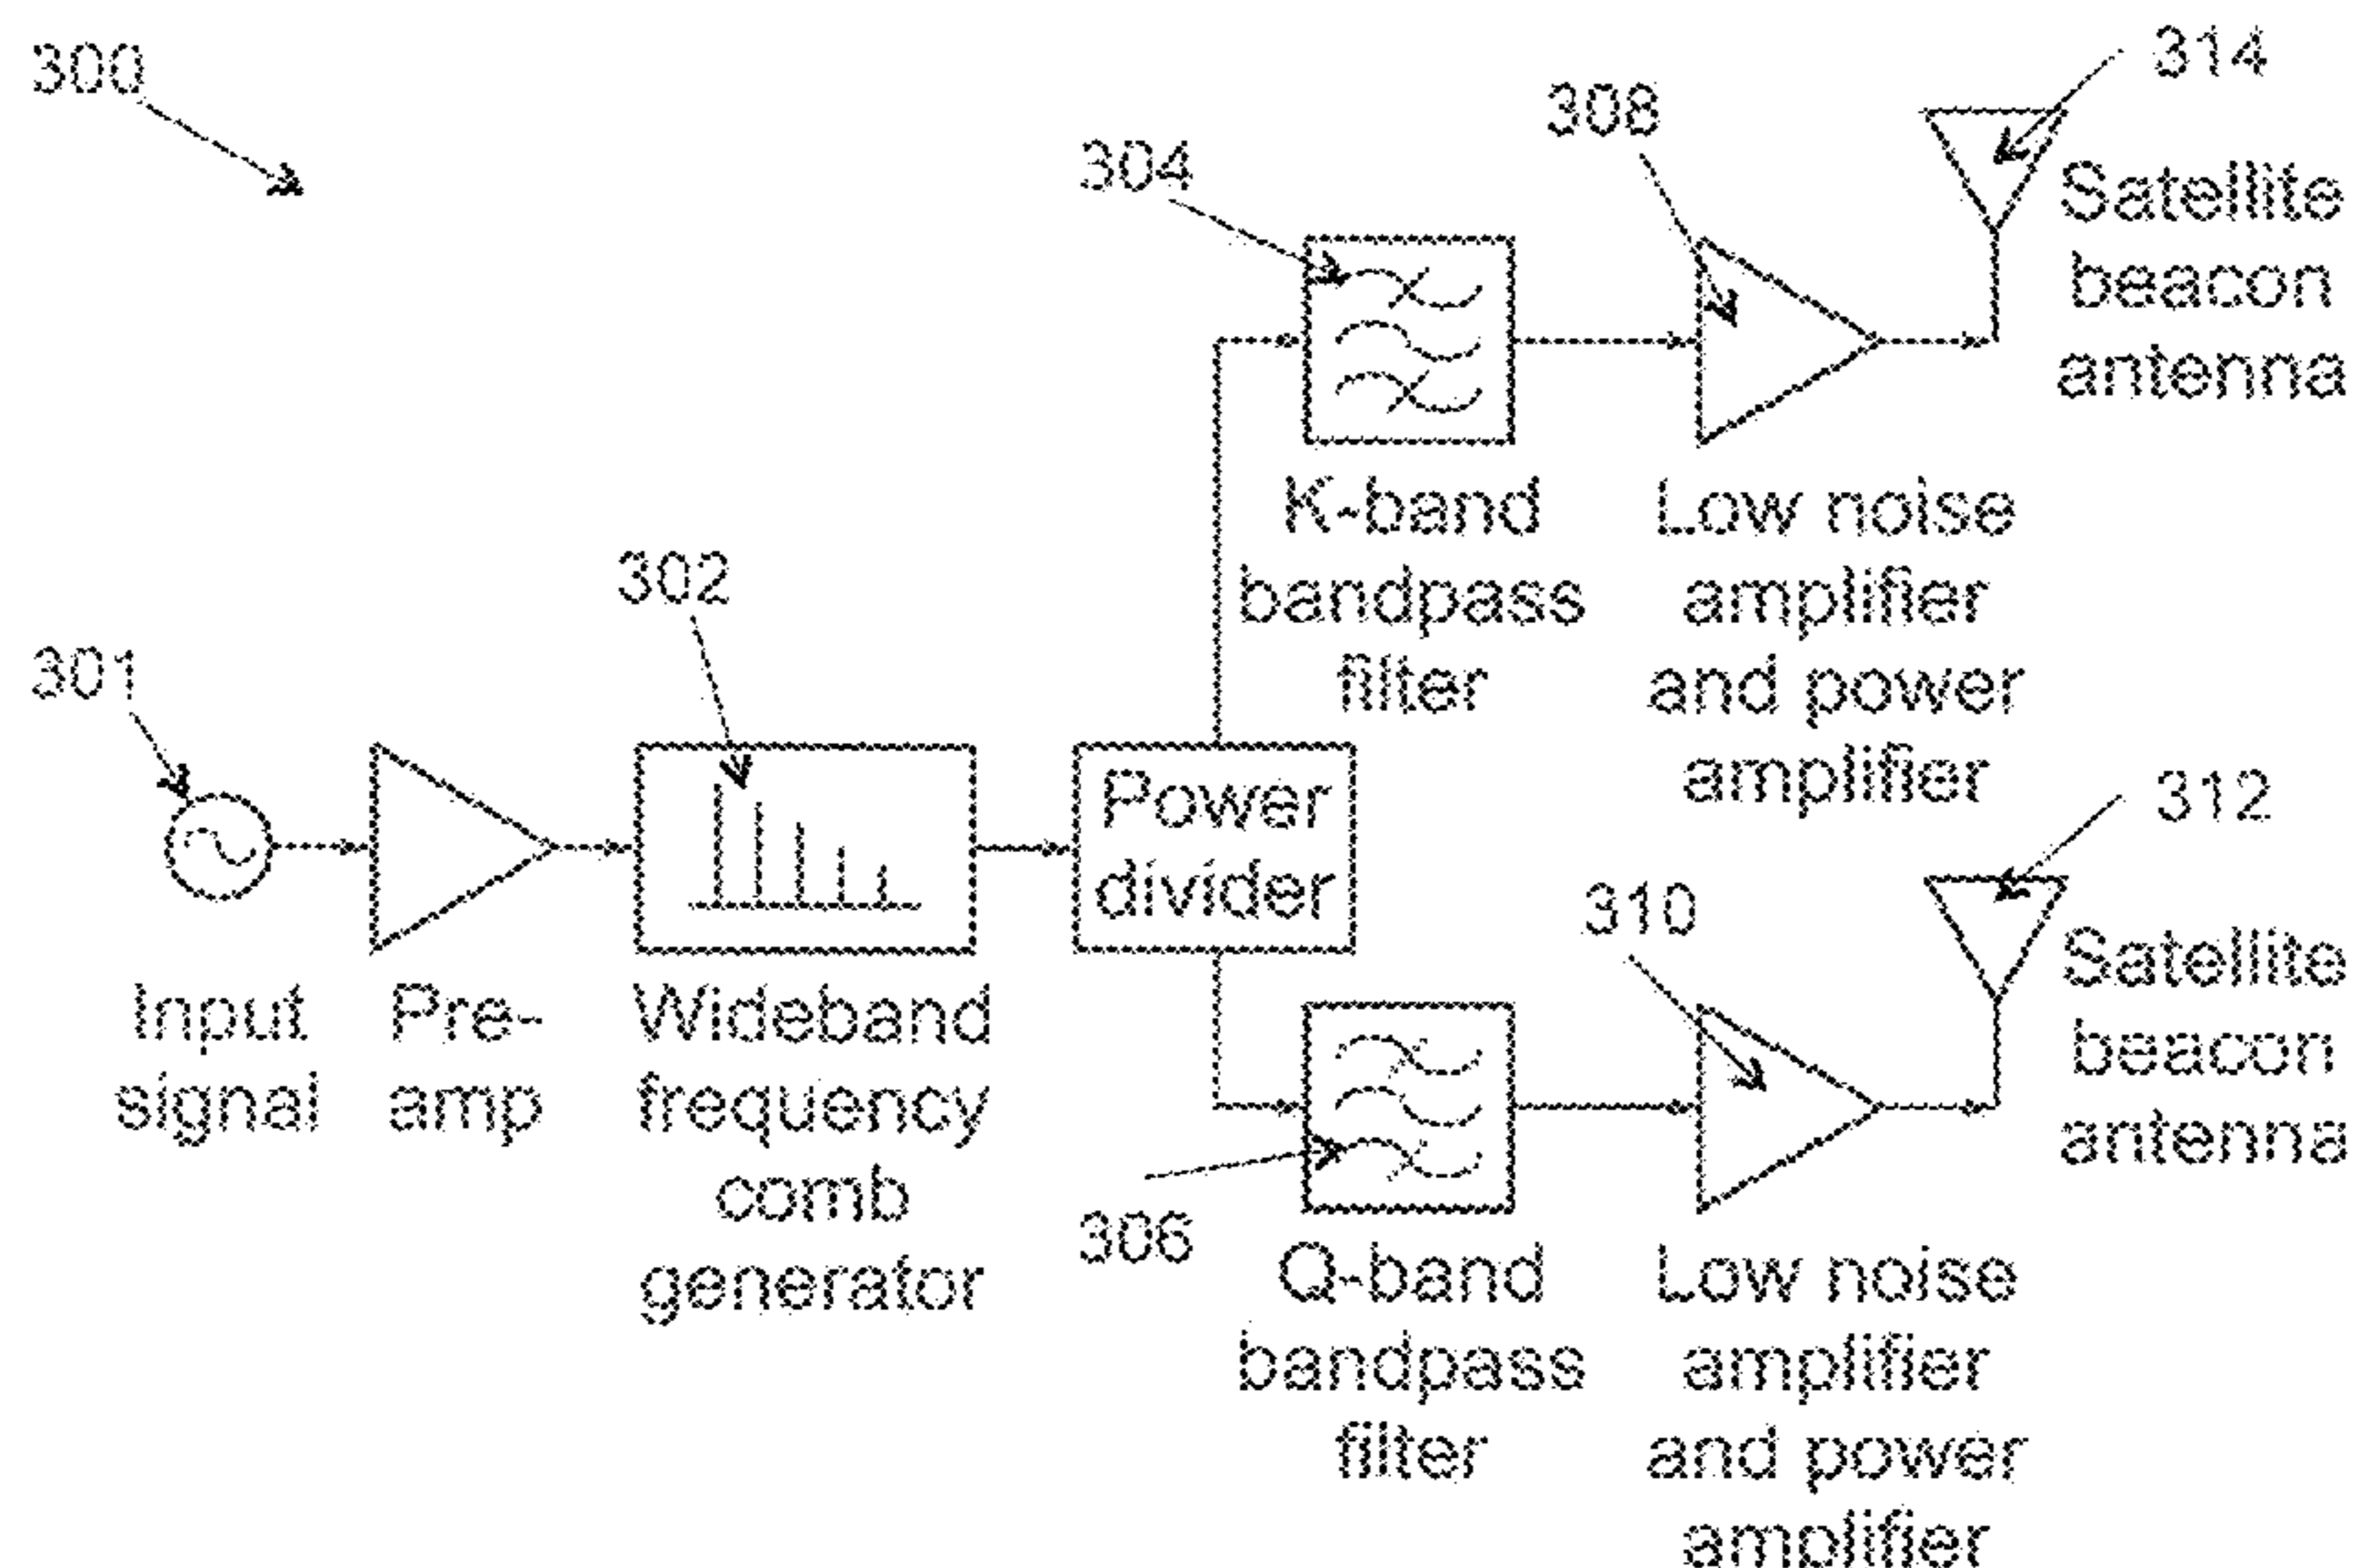 300
314
308
304
Satellite
beacon
antenna
K-band
bandpass
filter
Low noise
amplifier
and power
amplifier
302
301
Power
divider
312
310
Input
signal
Pre-
amp
Wideband
frequency
comb
generator
Satellite
beacon
antenna
306
Q-band
bandpass
filter
Low noise
amplifier
and power
amplifier